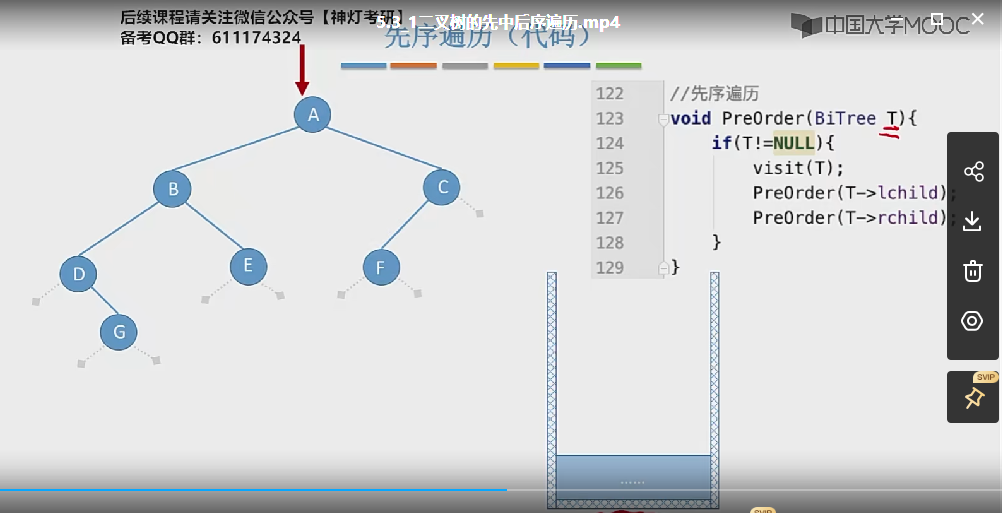 后续课程请关注微信公众号【神灯考研】
备考QQ群：611174324
5.3_1二叉树的先中后序遍历.mp4
先序遍历（代码）
中国大学MOOC
A
B
C
D
E
F
G
122 //先序遍历
123 void PreOrder(BiTree T){
124 if(T!=NULL){
125 visit(T);
126 PreOrder(T->lchild);
127 PreOrder(T->rchild);
128 }
129 }
......
SVIP
SVIP